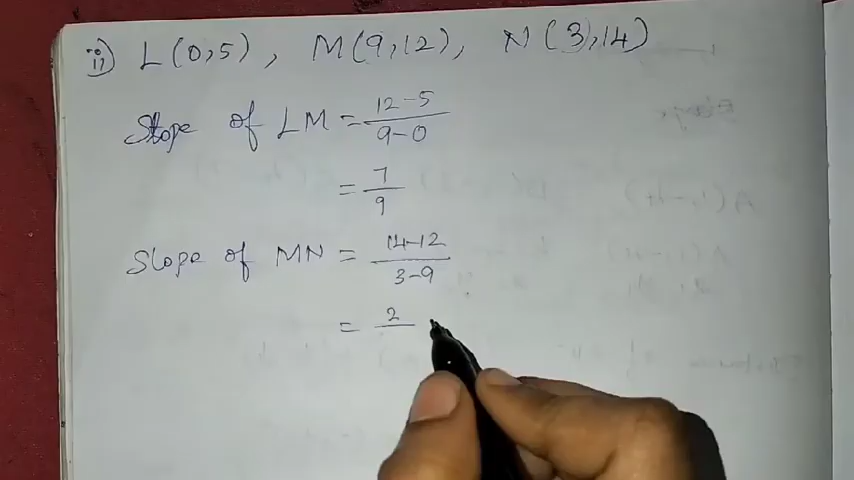 ii) L(0,5), M(9,12), N(3,14)
Slope of LM = 12-5 / 9-0
= 7 / 9
Slope of MN = 14-12 / 3-9
= 2 /